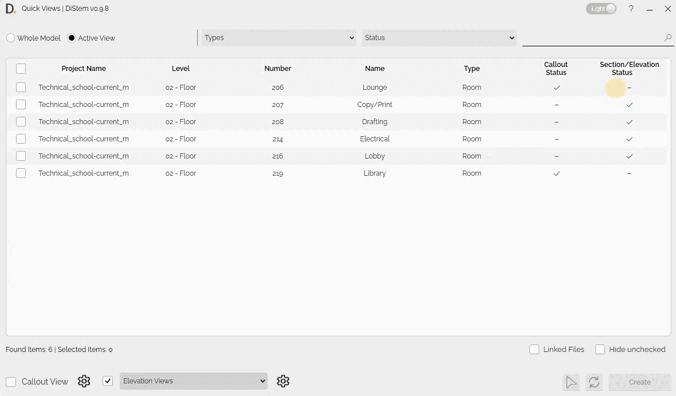 D. Quick Views | DiStem v0.9.8 Light ?
Whole Model Active View Types Status
Project Name Level Number Name Type Callout Status Section/Elevation Status
Technical_school-current_m 02 - Floor 206 Lounge Room ✓ –
Technical_school-current_m 02 - Floor 207 Copy/Print Room – ✓
Technical_school-current_m 02 - Floor 208 Drafting Room – ✓
Technical_school-current_m 02 - Floor 214 Electrical Room – ✓
Technical_school-current_m 02 - Floor 216 Lobby Room – ✓
Technical_school-current_m 02 - Floor 219 Library Room ✓ –
Found Items: 6 | Selected Items: 0 Linked Files Hide unchecked
Callout View Elevation Views Create